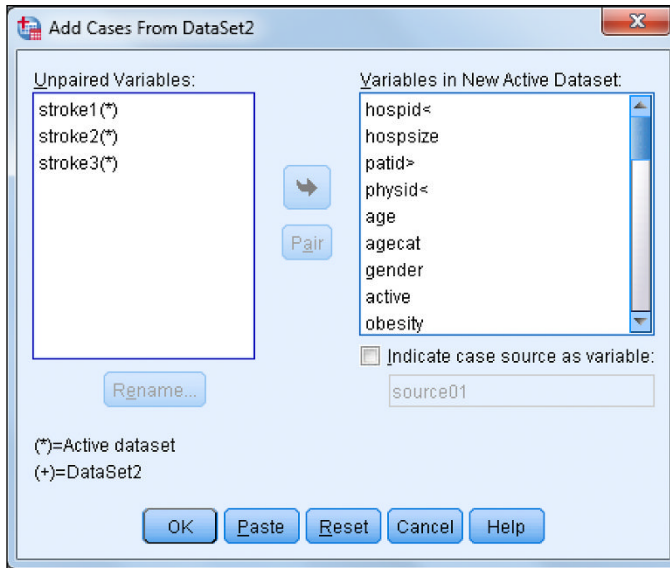 Add Cases From DataSet2
Unpaired Variables:
stroke1(*)
stroke2(*)
stroke3(*)
Pair
Rename...
Variables in New Active Dataset:
hospid<
hospsize
patid>
physid<
age
agecat
gender
active
obesity
Indicate case source as variable:
source01
(*)=Active dataset
(+)=DataSet2
OK
Paste
Reset
Cancel
Help